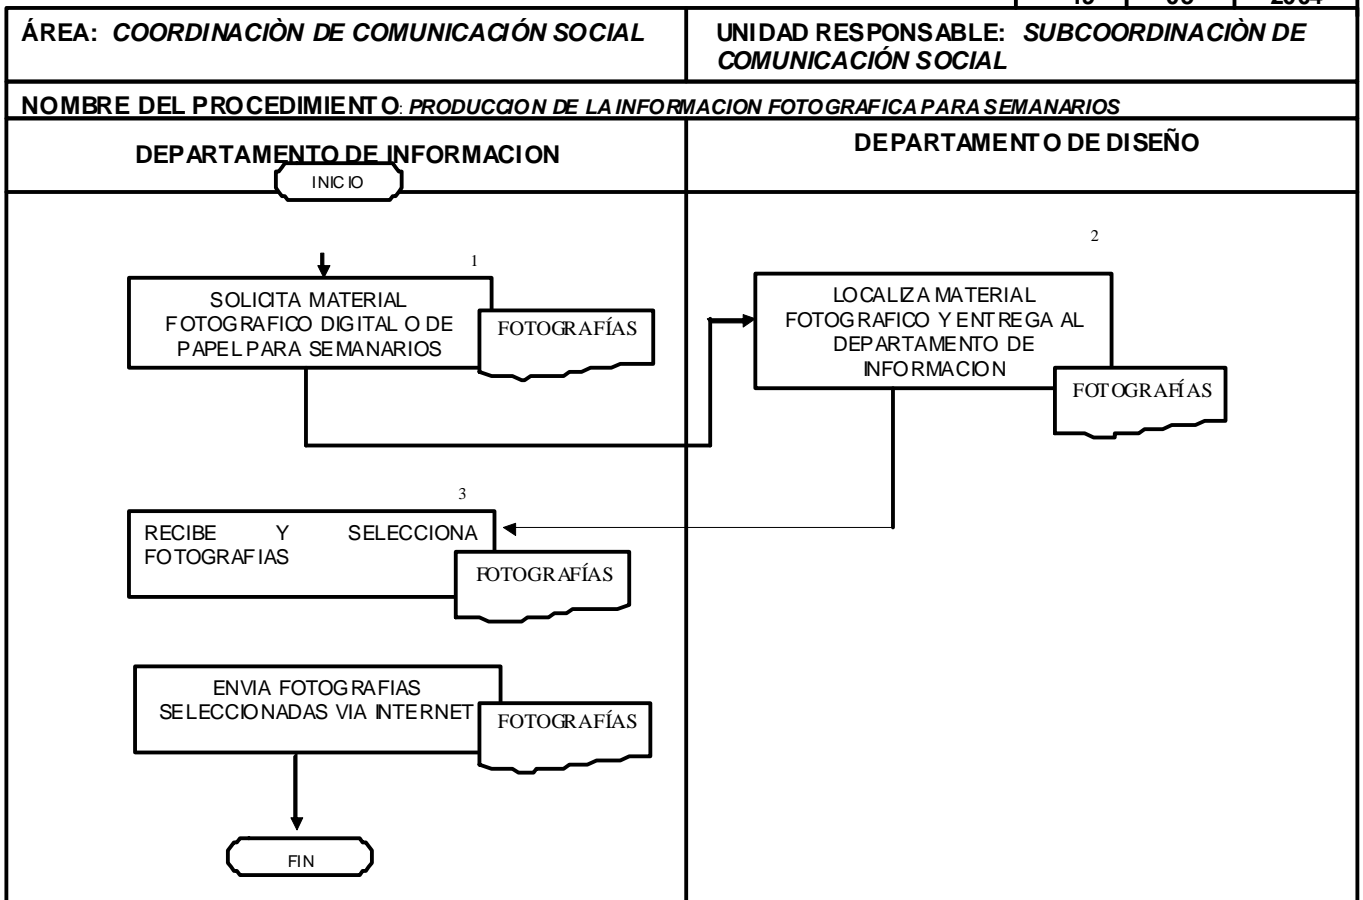 ÁREA: COORDINACIÒN DE COMUNICACIÓN SOCIAL
UNIDAD RESPONSABLE: SUBCOORDINACIÒN DE
COMUNICACIÓN SOCIAL
NOMBRE DEL PROCEDIMIENTO: PRODUCCION DE LA INFORMACION FOTOGRAFICA PARA SEMANARIOS
DEPARTAMENTO DE INFORMACION
DEPARTAMENTO DE DISEÑO
INICIO
1
SOLICITA MATERIAL
FOTOGRAFICO DIGITAL O DE
PAPEL PARA SEMANARIOS
FOTOGRAFÍAS
2
LOCALIZA MATERIAL
FOTOGRAFICO Y ENTREGA AL
DEPARTAMENTO DE
INFORMACION
FOTOGRAFÍAS
3
RECIBE Y SELECCIONA
FOTOGRAFIAS
FOTOGRAFÍAS
ENVIA FOTOGRAFIAS
SELECCIONADAS VIA INTERNET
FOTOGRAFÍAS
FIN